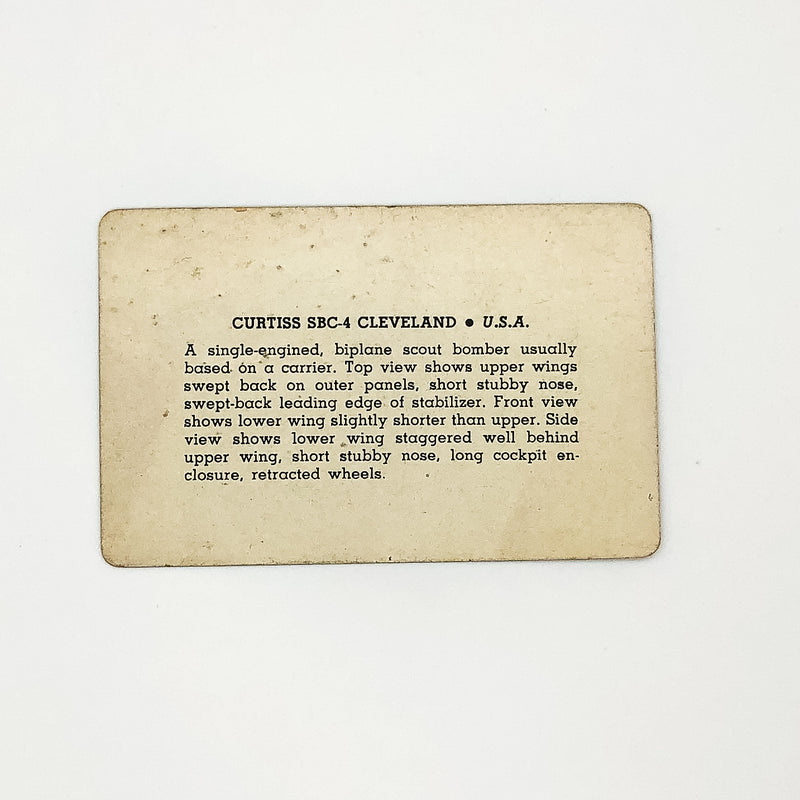 CURTISS SBC-4 CLEVELAND ● U.S.A.
A single-engined, biplane scout bomber usually
based on a carrier. Top view shows upper wings
swept back on outer panels, short stubby nose,
swept-back leading edge of stabilizer. Front view
shows lower wing slightly shorter than upper. Side
view shows lower wing staggered well behind
upper wing, short stubby nose, long cockpit en-
closure, retracted wheels.